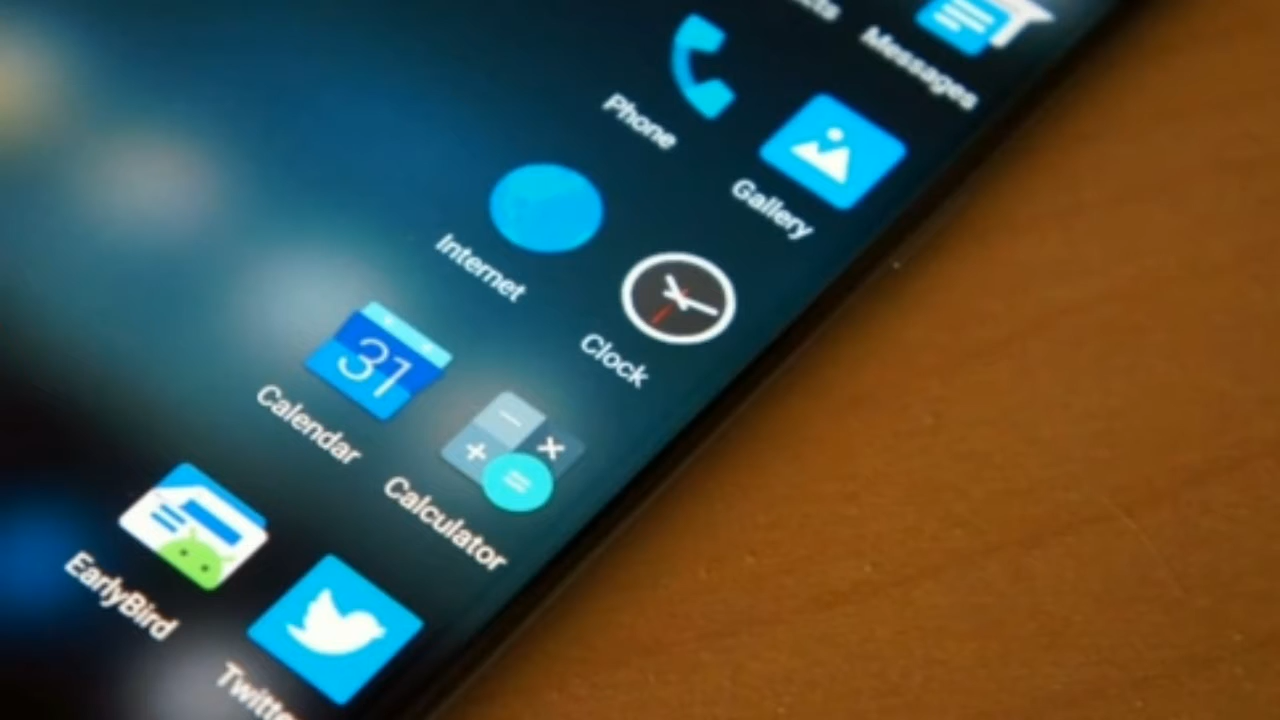 Messages
Phone
Gallery
Internet
Clock
31
Calendar
Calculator
EarlyBird